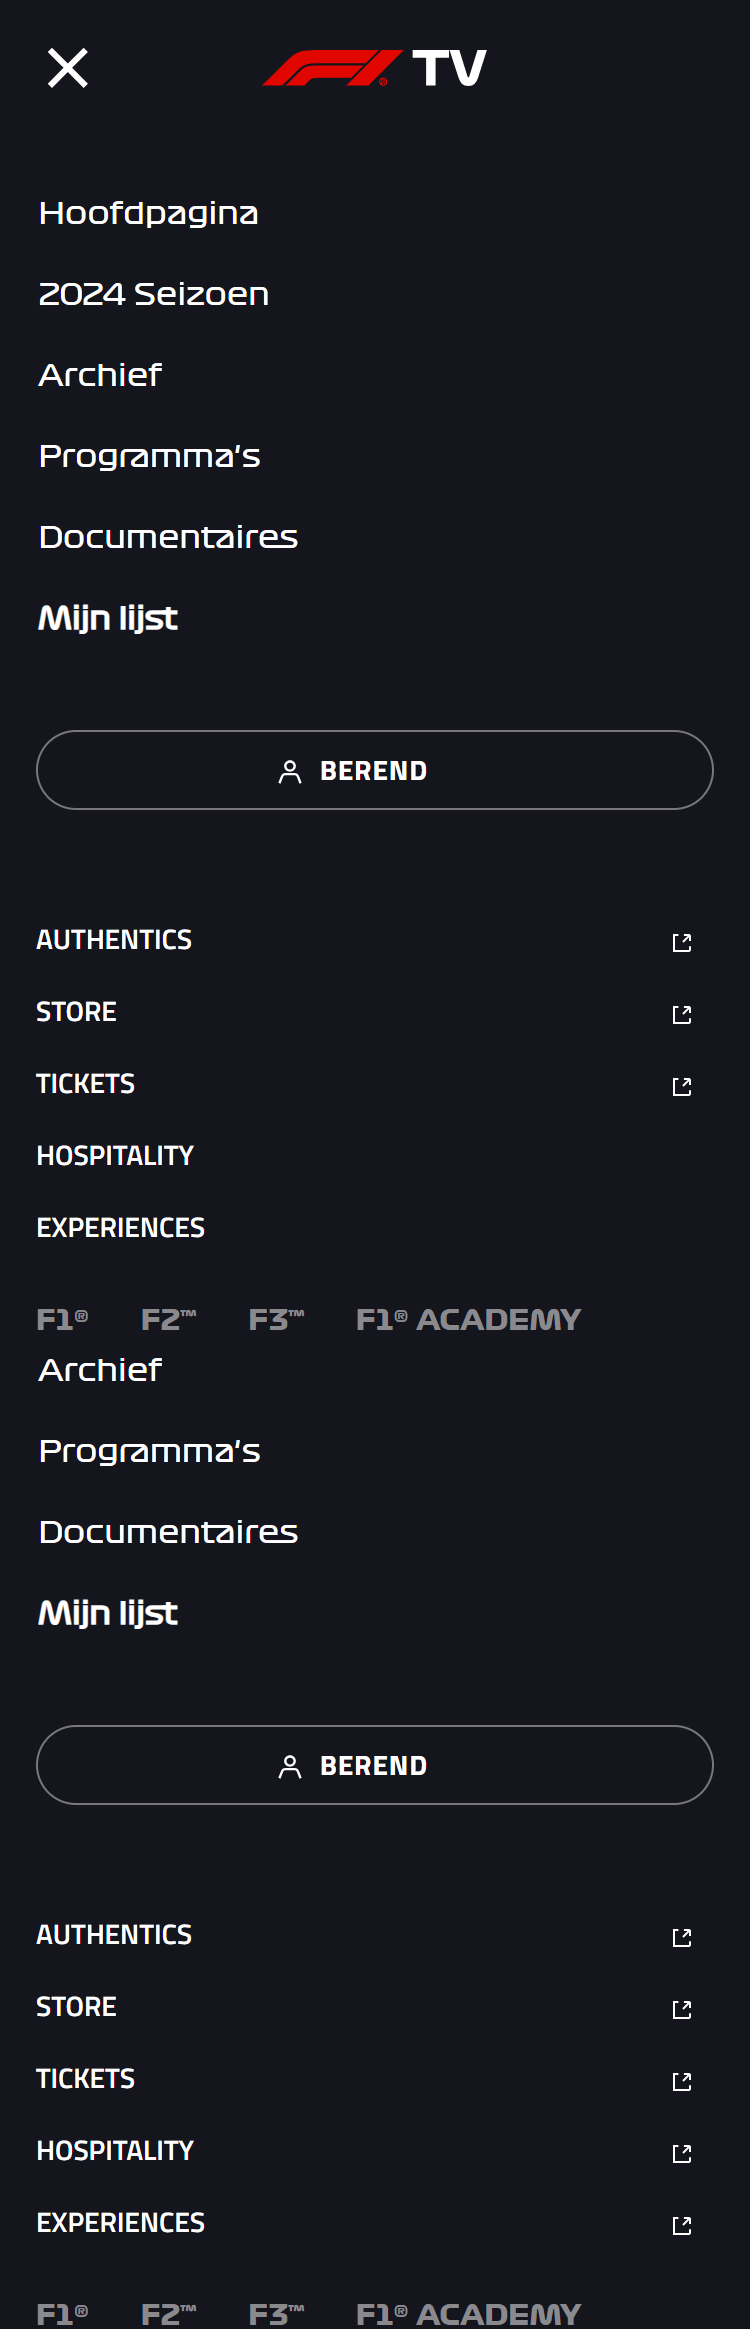 F1® TV
Hoofdpagina
2024 Seizoen
Archief
Programma's
Documentaires
Mijn lijst
BEREND
AUTHENTICS
STORE
TICKETS
HOSPITALITY
EXPERIENCES
F1® F2™ F3™ F1® ACADEMY
Archief
Programma's
Documentaires
Mijn lijst
BEREND
AUTHENTICS
STORE
TICKETS
HOSPITALITY
EXPERIENCES
F1® F2™ F3™ F1® ACADEMY